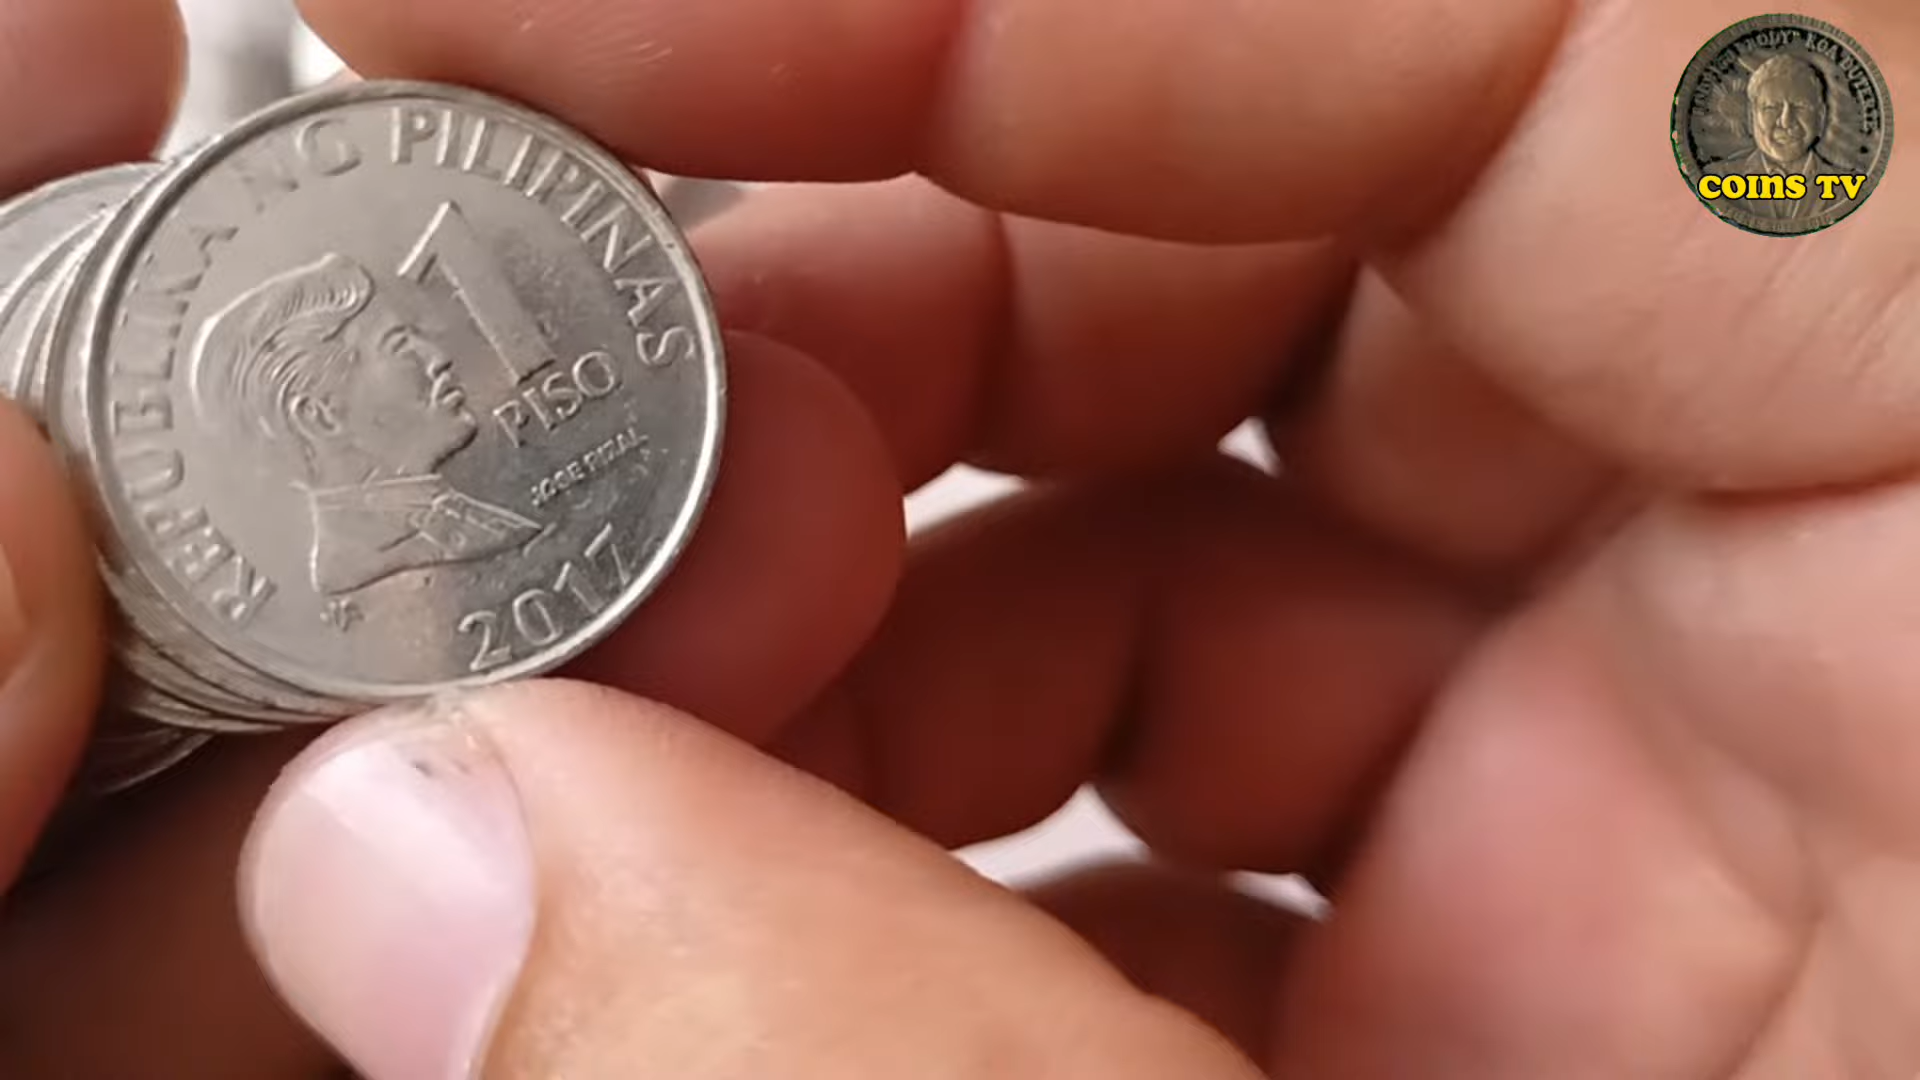 REPUBLIKA NG PILIPINAS
1
PISO
JOSE RIZAL
2017
COINS TV